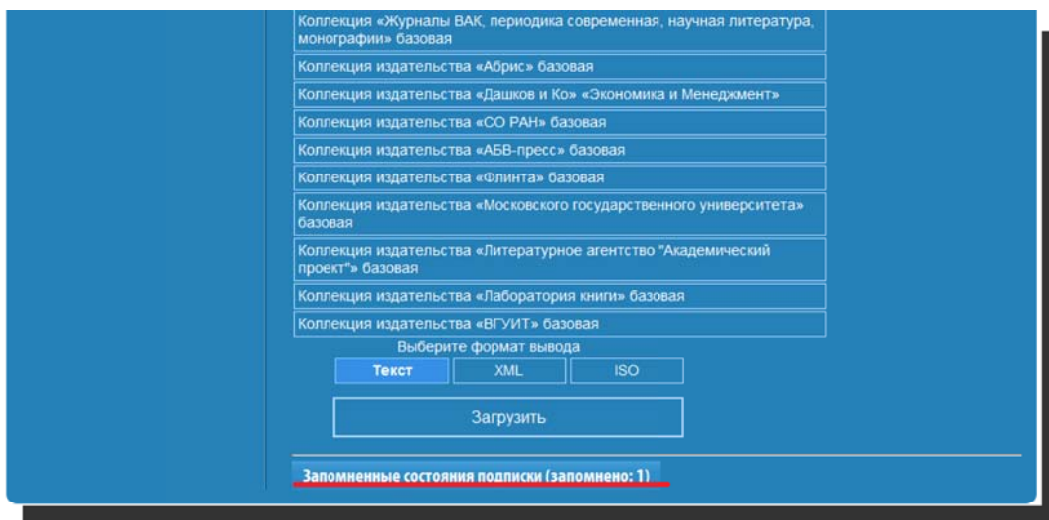 Коллекция «Журналы ВАК, периодика современная, научная литература,
монографии» базовая
Коллекция издательства «Абрис» базовая
Коллекция издательства «Дашков и Ко» «Экономика и Менеджмент»
Коллекция издательства «СО РАН» базовая
Коллекция издательства «АБВ-пресс» базовая
Коллекция издательства «Флинта» базовая
Коллекция издательства «Московского государственного университета»
базовая
Коллекция издательства «Литературное агентство "Академический
проект"» базовая
Коллекция издательства «Лаборатория книги» базовая
Коллекция издательства «ВГУИТ» базовая
Выберите формат вывода
Текст XML ISO
Загрузить
Запомненные состояния подписки (запомнено: 1)